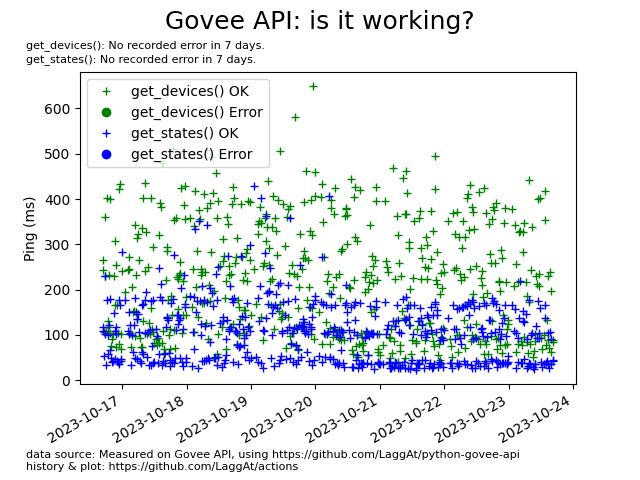 Govee API: is it working?
get_devices(): No recorded error in 7 days.
get_states(): No recorded error in 7 days.
get_devices() OK
get_devices() Error
get_states() OK
get_states() Error
Ping (ms)
600
500
400
300
200
100
0
2023-10-17
2023-10-18
2023-10-19
2023-10-20
2023-10-21
2023-10-22
2023-10-23
2023-10-24
data source: Measured on Govee API, using https://github.com/LaggAt/python-govee-api
history & plot: https://github.com/LaggAt/actions